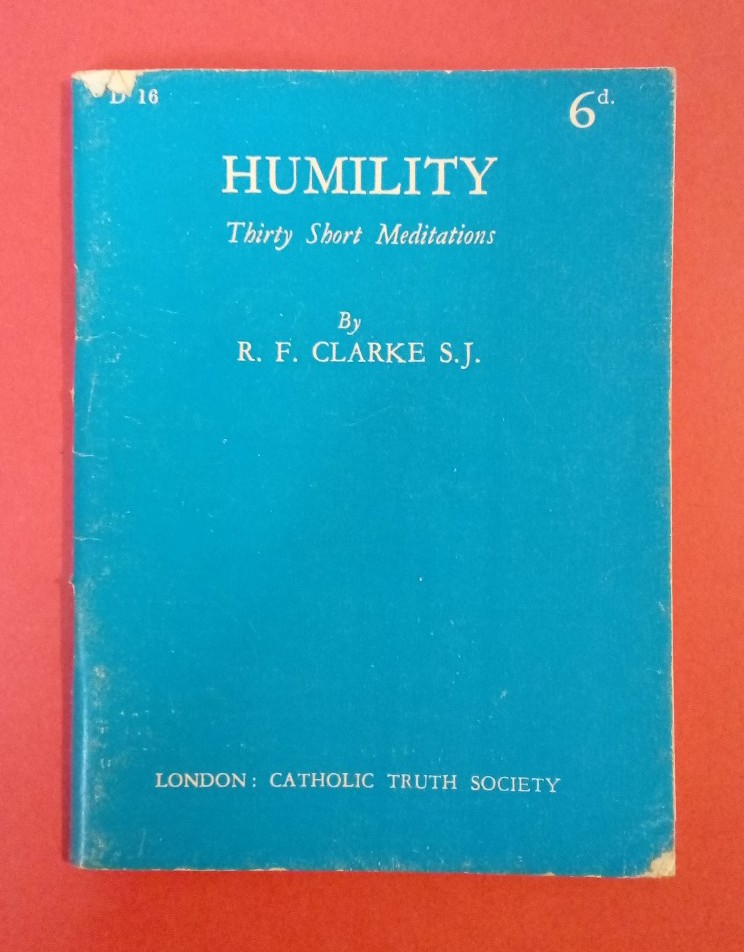 D 16
6d.
HUMILITY
Thirty Short Meditations
By
R. F. CLARKE S.J.
LONDON: CATHOLIC TRUTH SOCIETY